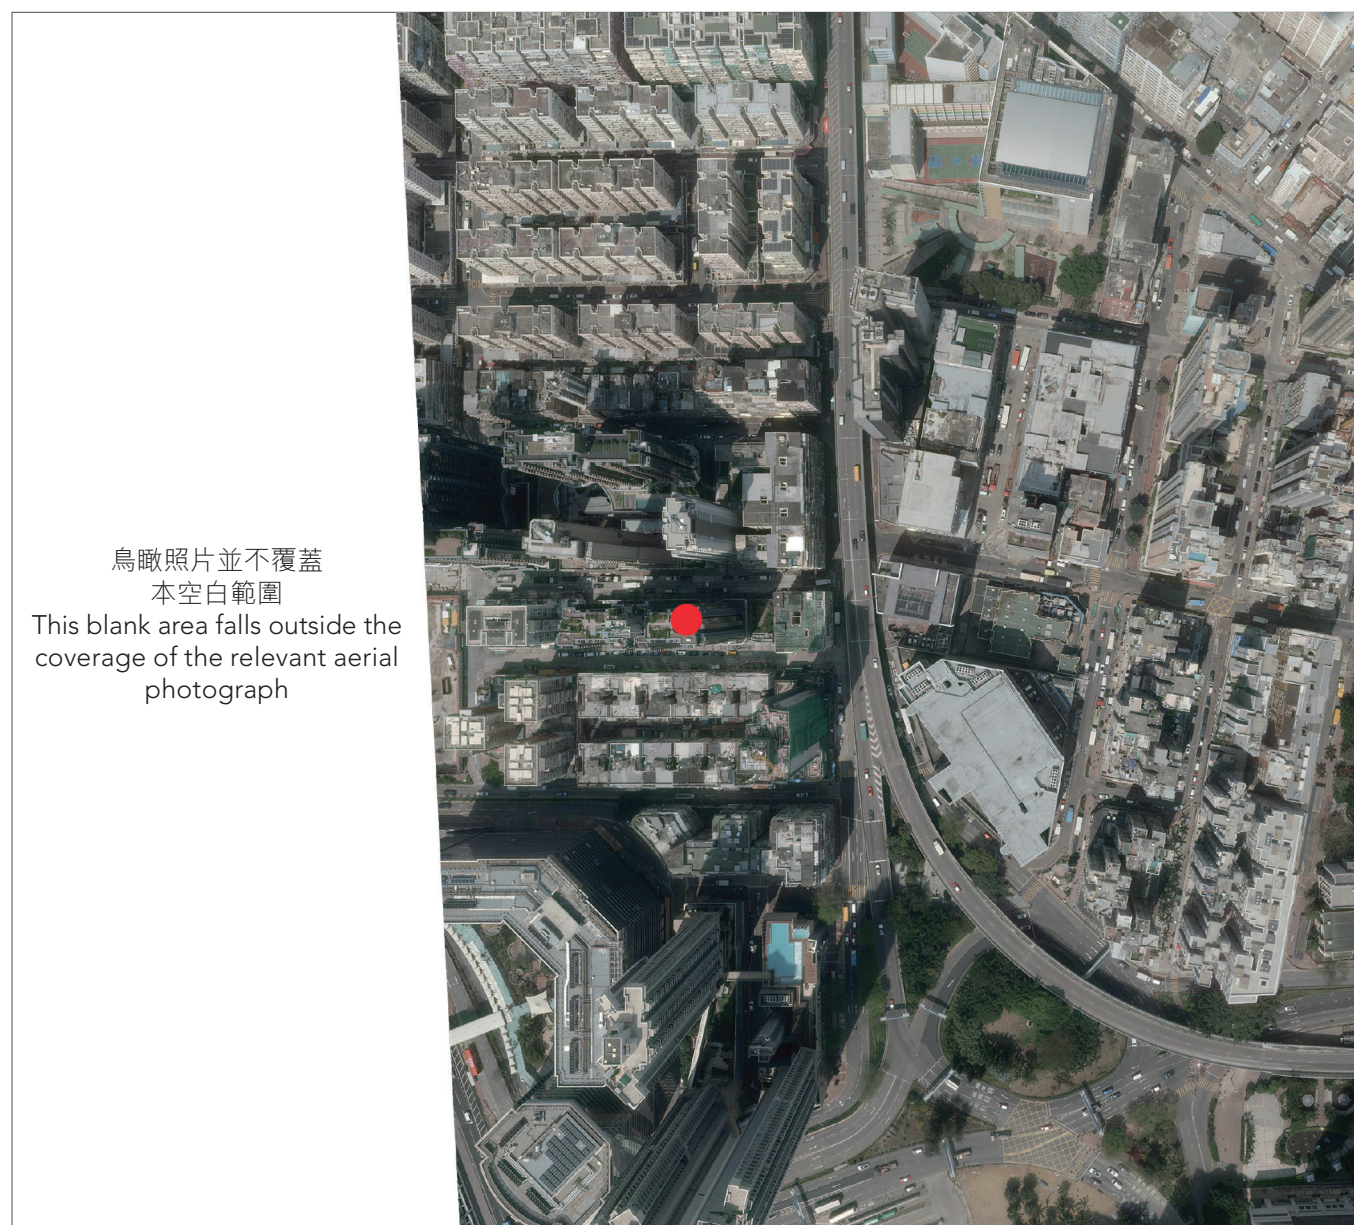 鳥瞰照片並不覆蓋
本空白範圍
This blank area falls outside the
coverage of the relevant aerial
photograph